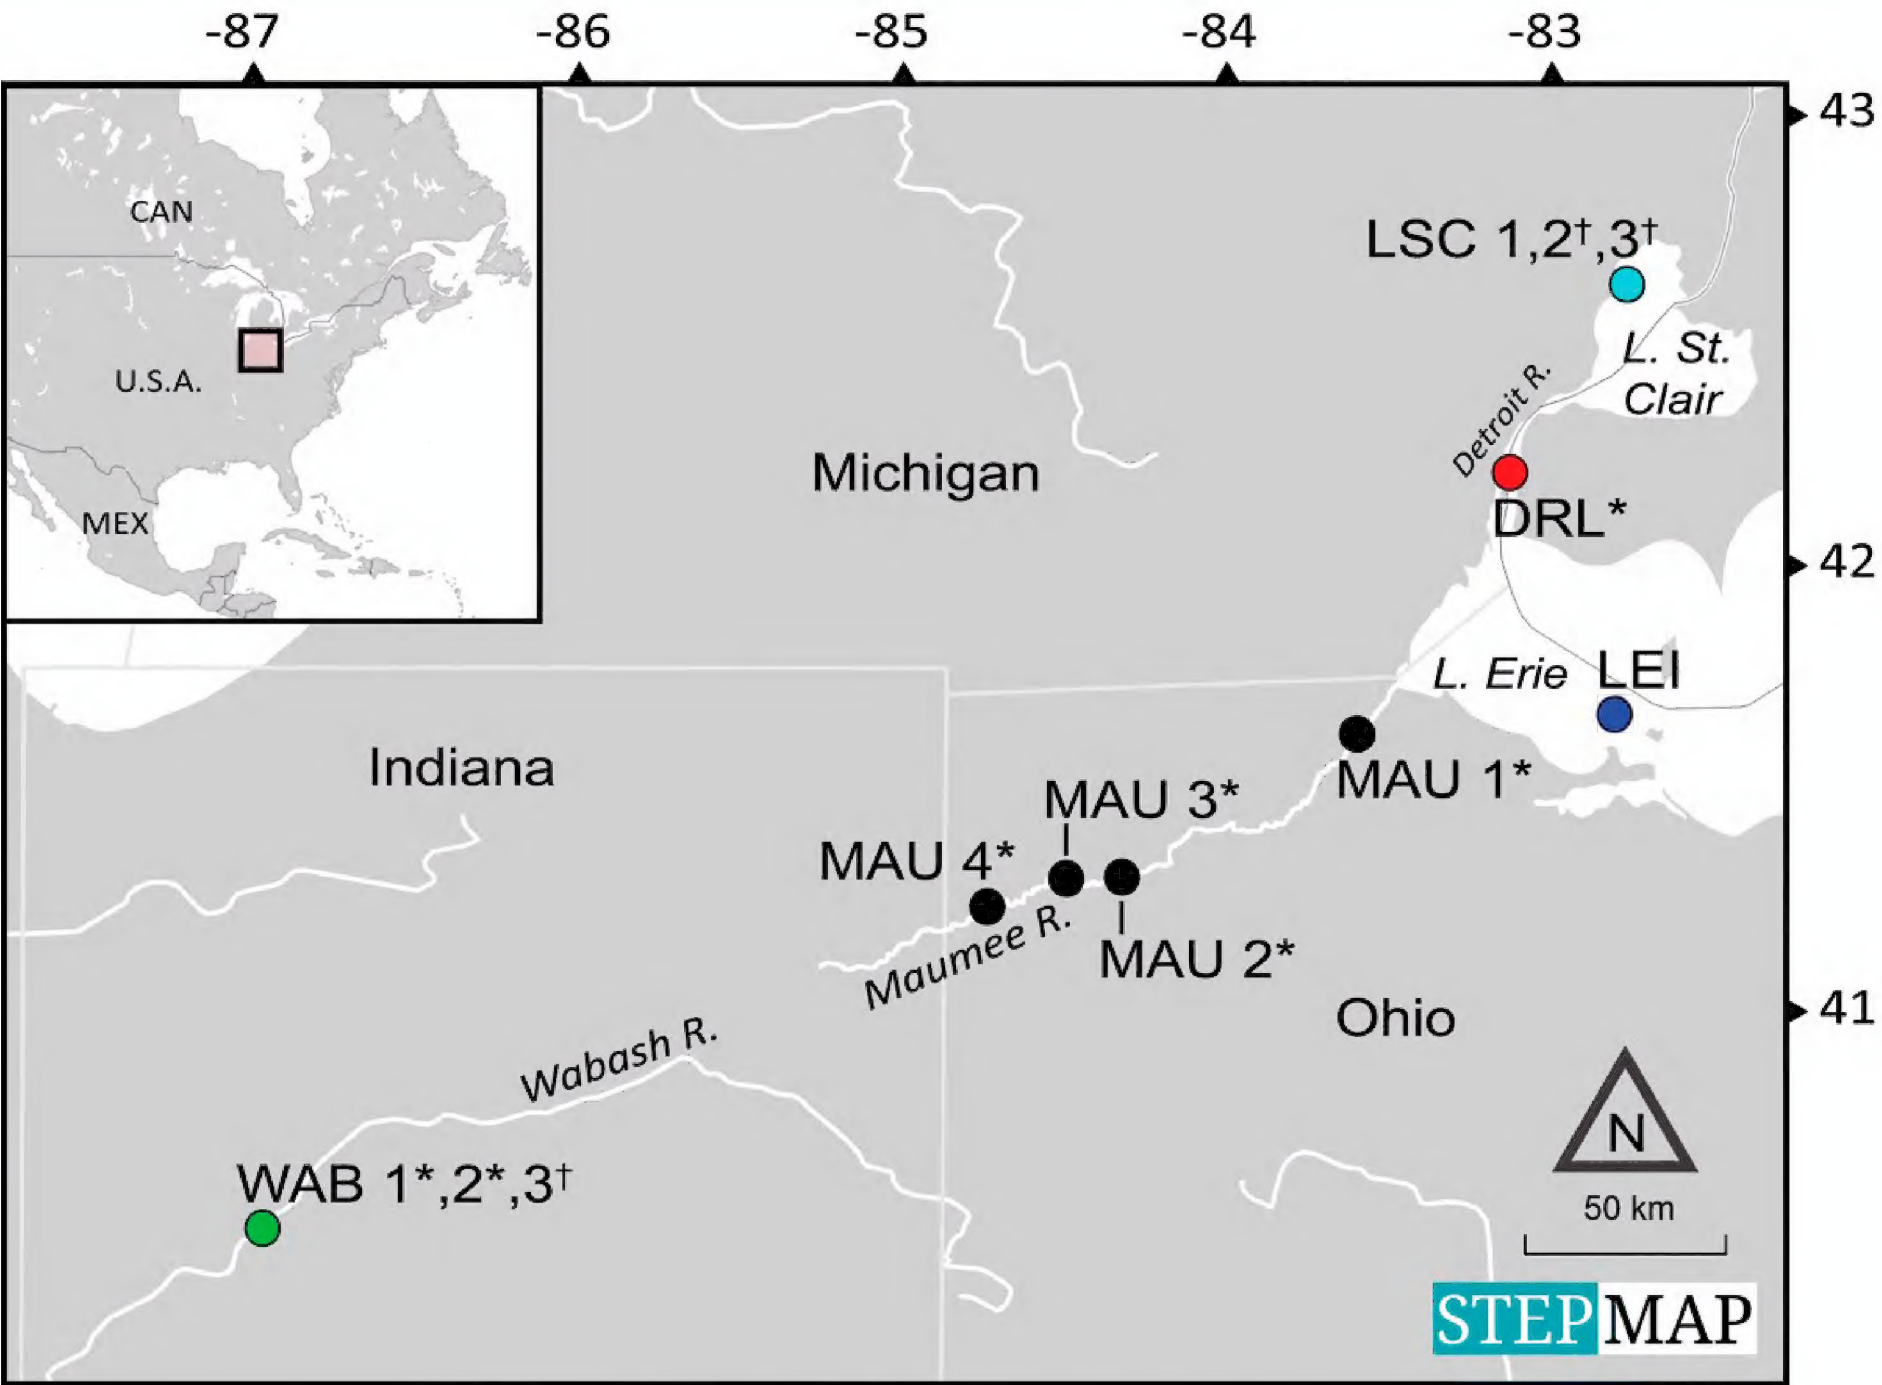 -87 -86 -85 -84 -83
43
CAN
LSC 1,2†,3†
U.S.A.
L. St.
Clair
Detroit R.
Michigan
MEX
DRL*
42
L. Erie
LEI
Indiana
MAU 1*
MAU 3*
MAU 4*
Maumee R.
MAU 2*
41
Ohio
Wabash R.
N
WAB 1*,2*,3†
50 km
STEPMAP